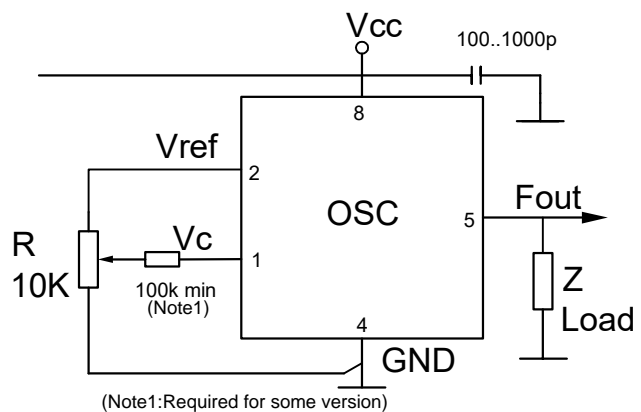 Vcc
100..1000p
8
Vref
2
OSC
5
Fout
R
10K
Vc
1
100k min
(Note1)
Z
Load
4
GND
(Note1:Required for some version)